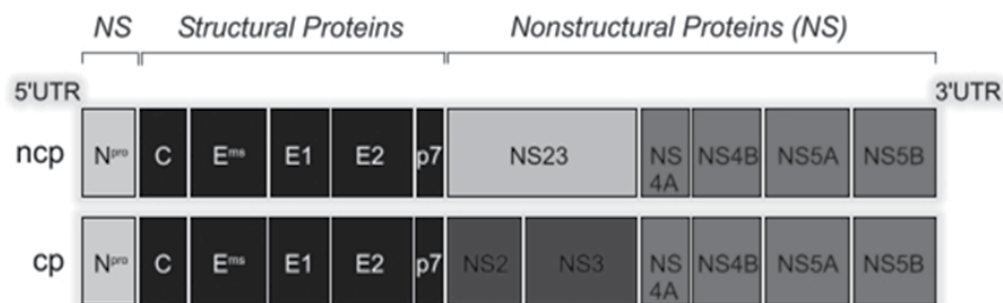 NS Structural Proteins Nonstructural Proteins (NS)
5'UTR 3'UTR
ncp Npro C Erns E1 E2 p7 NS23 NS 4A NS4B NS5A NS5B
cp Npro C Erns E1 E2 p7 NS2 NS3 NS 4A NS4B NS5A NS5B